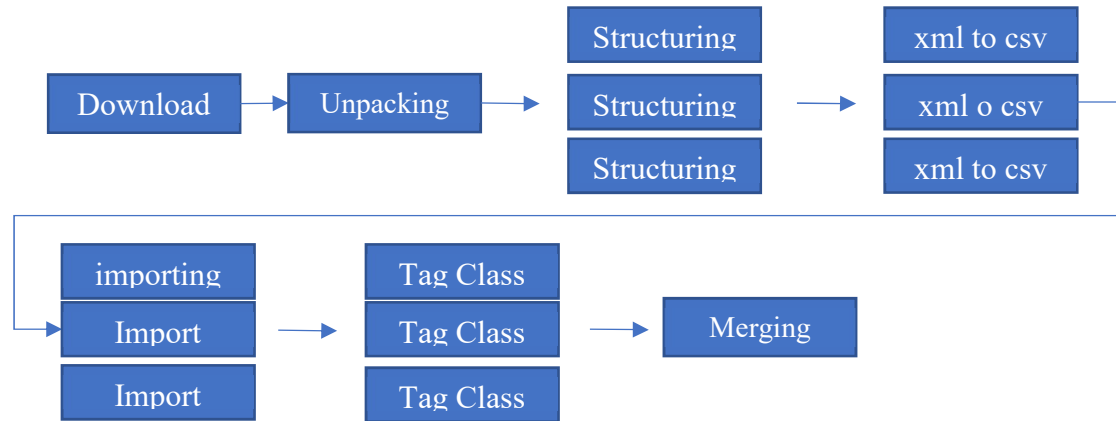 Download
Unpacking
Structuring
Structuring
Structuring
xml to csv
xml o csv
xml to csv
importing
Import
Import
Tag Class
Tag Class
Tag Class
Merging